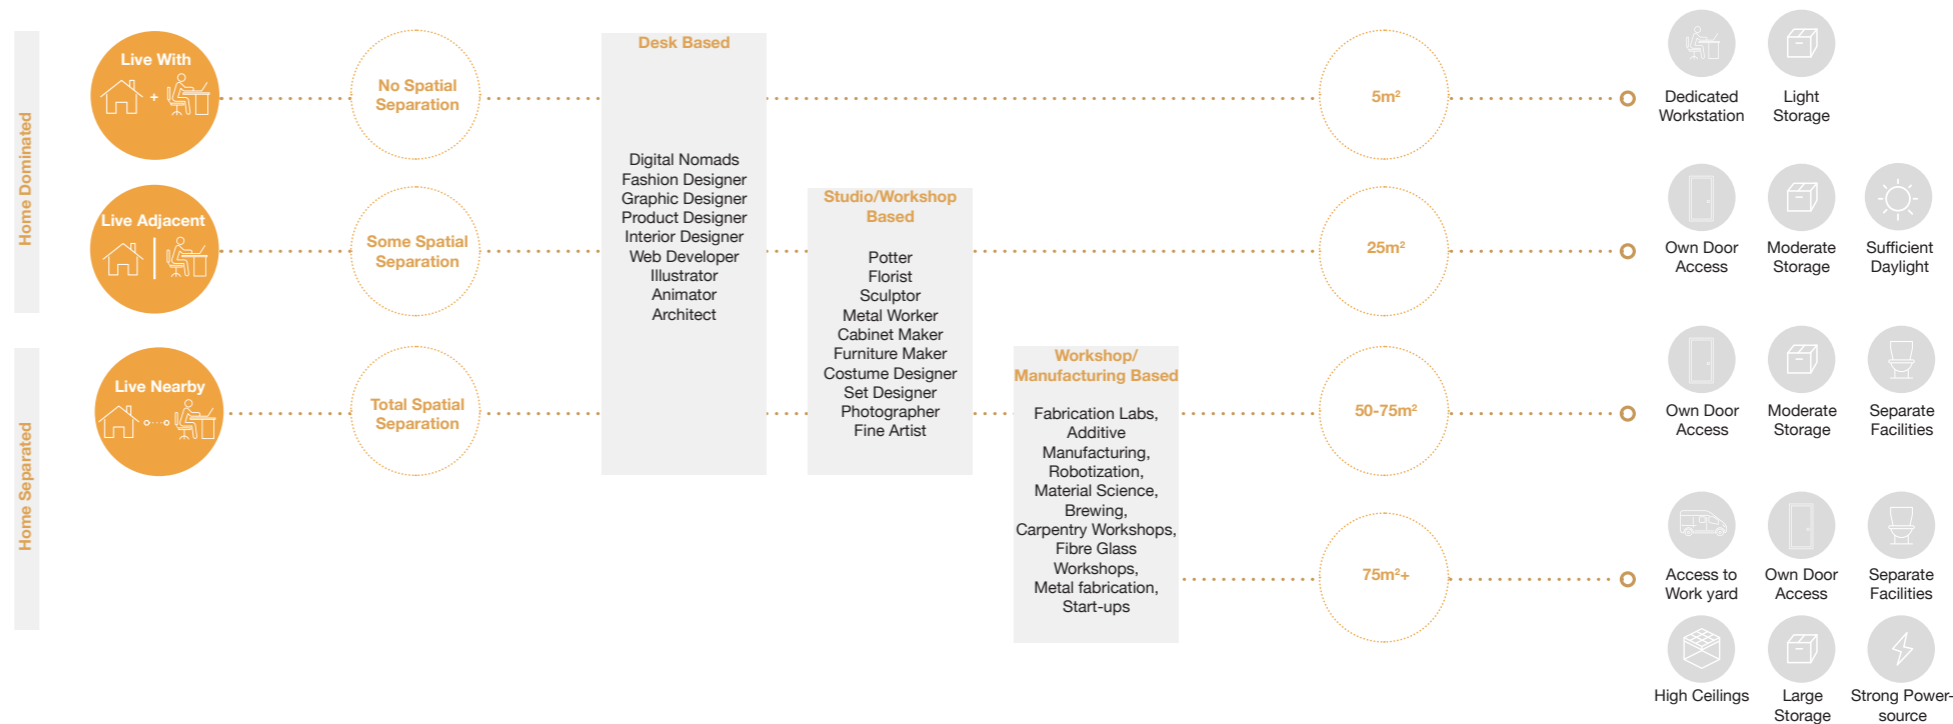 Home Dominated
Live With
+
No Spatial
Separation
Desk Based
Digital Nomads
Fashion Designer
Graphic Designer
Product Designer
Interior Designer
Web Developer
Illustrator
Animator
Architect
5m²
Dedicated
Workstation
Light
Storage
Live Adjacent
Some Spatial
Separation
Studio/Workshop
Based
Potter
Florist
Sculptor
Metal Worker
Cabinet Maker
Furniture Maker
Costume Designer
Set Designer
Photographer
Fine Artist
25m²
Own Door
Access
Moderate
Storage
Sufficient
Daylight
Home Separated
Live Nearby
Total Spatial
Separation
Workshop/
Manufacturing Based
Fabrication Labs,
Additive
Manufacturing,
Robotization,
Material Science,
Brewing,
Carpentry Workshops,
Fibre Glass
Workshops,
Metal fabrication,
Start-ups
50-75m²
Own Door
Access
Moderate
Storage
Separate
Facilities
75m²+
Access to
Work yard
Own Door
Access
Separate
Facilities
High Ceilings
Large
Storage
Strong Power-
source